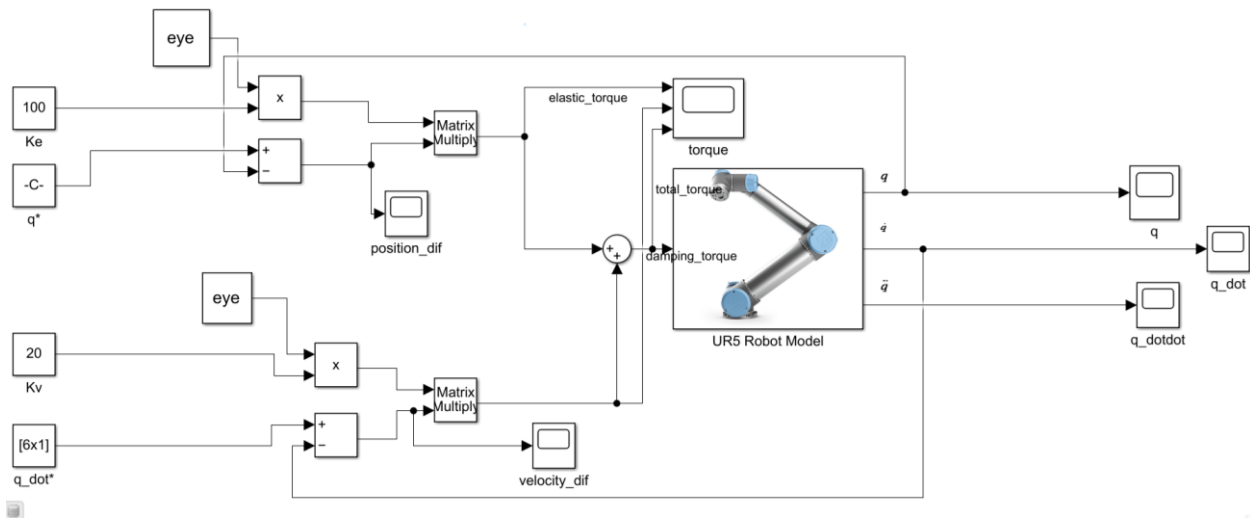 eye
x
100
Ke
+
−
-C-
q*
Matrix
Multiply
position_dif
elastic_torque
torque
total_torque
damping_torque
+
+
UR5 Robot Model
q
q̇
q̈
q
q_dot
q_dotdot
eye
20
Kv
x
Matrix
Multiply
[6x1]
q_dot*
+
−
velocity_dif